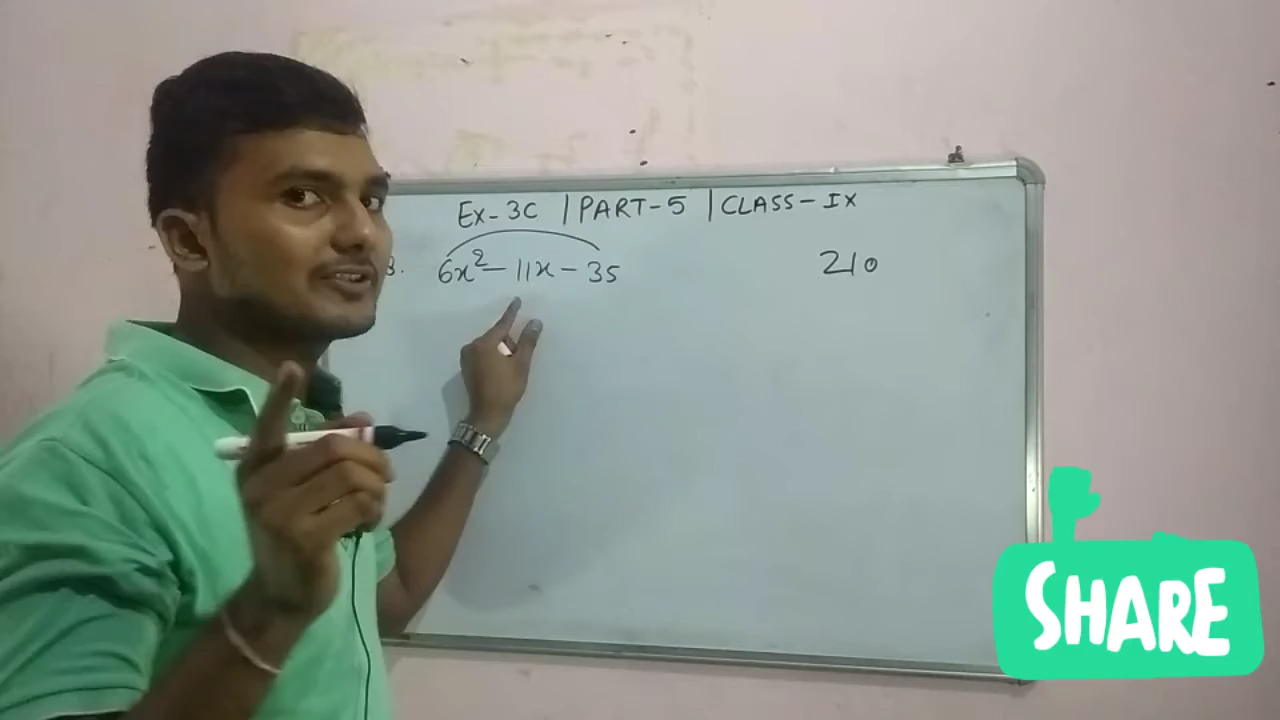 EX-3C | PART-5 | CLASS-IX
3. 6x²- 11x - 35
210
SHARE